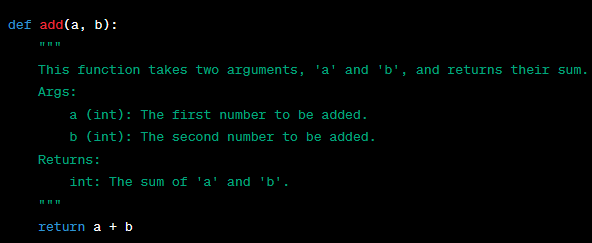 def add(a, b):
    """
    This function takes two arguments, 'a' and 'b', and returns their sum.
    Args:
        a (int): The first number to be added.
        b (int): The second number to be added.
    Returns:
        int: The sum of 'a' and 'b'.
    """
    return a + b